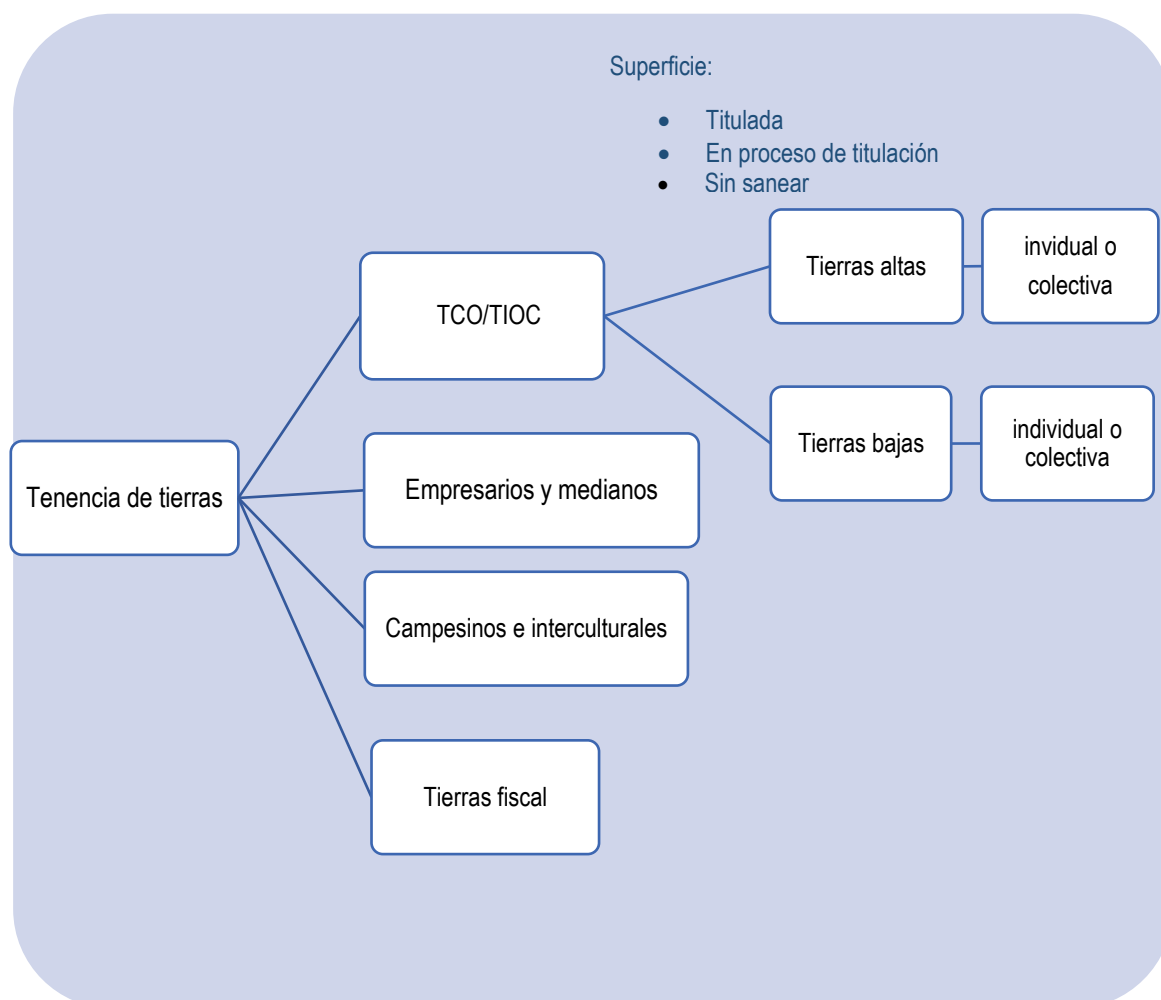 Superficie:
• Titulada
• En proceso de titulación
• Sin sanear
Tierras altas
invidual o
colectiva
TCO/TIOC
Tierras bajas
individual o
colectiva
Tenencia de tierras
Empresarios y medianos
Campesinos e interculturales
Tierras fiscal